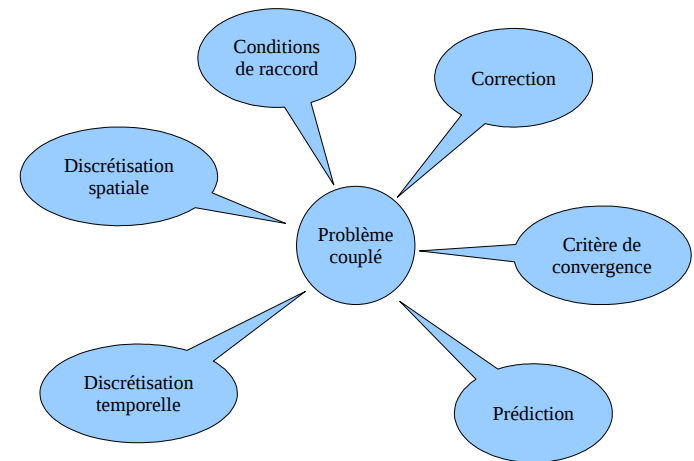 Conditions
de raccord
Correction
Discrétisation
spatiale
Problème
couplé
Critère de
convergence
Discrétisation
temporelle
Prédiction